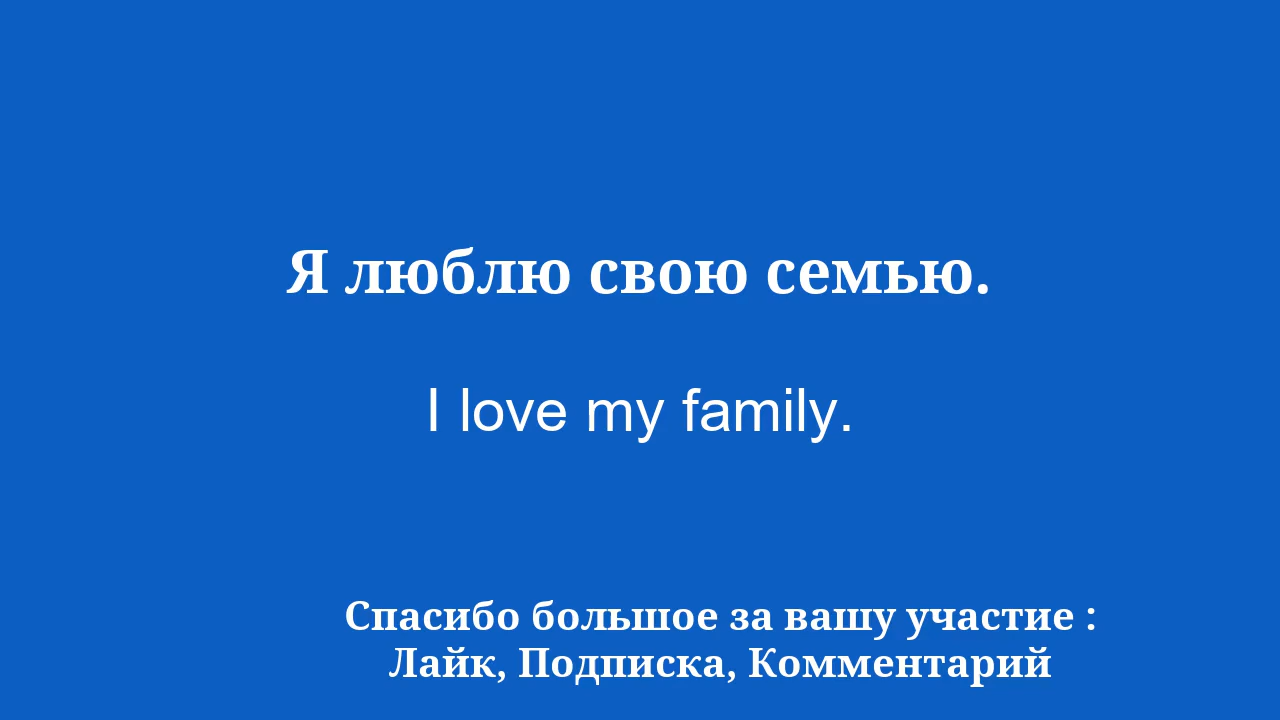 Я люблю свою семью.
I love my family.
Спасибо большое за вашу участие :
Лайк, Подписка, Комментарий